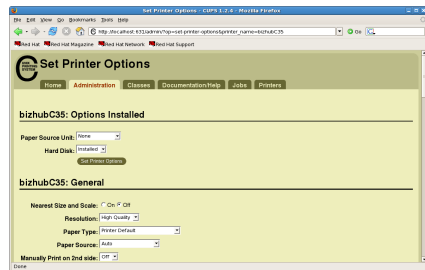 Set Printer Options - CUPS 1.2.4 - Mozilla Firefox
File Edit View Go Bookmarks Tools Help
http://localhost:631/admin/?op=set-printer-options&printer_name=bizhubC35 Go
Red Hat Red Hat Magazine Red Hat Network Red Hat Support
Set Printer Options
Home Administration Classes Documentation/Help Jobs Printers
bizhubC35: Options Installed
Paper Source Unit: None
Hard Disk: Installed
Set Printer Options
bizhubC35: General
Nearest Size and Scale: On Off
Resolution: High Quality
Paper Type: Printer Default
Paper Source: Auto
Manually Print on 2nd side: Off
Done